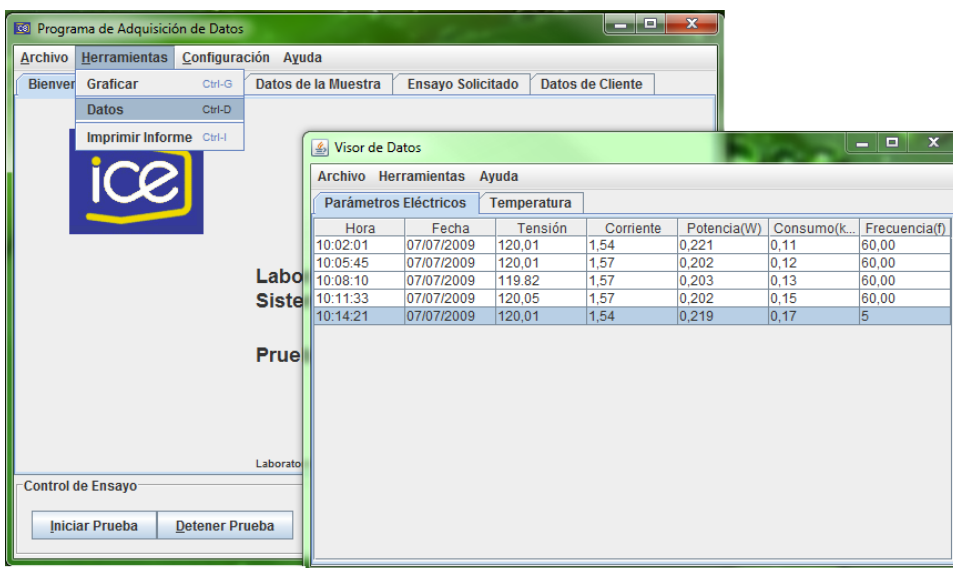 Programa de Adquisición de Datos
Archivo Herramientas Configuración Ayuda
Graficar Ctrl-G
Datos Ctrl-D
Imprimir Informe Ctrl-I
Datos de la Muestra Ensayo Solicitado Datos de Cliente
ice
Control de Ensayo
Iniciar Prueba Detener Prueba
Visor de Datos
Archivo Herramientas Ayuda
Parámetros Eléctricos Temperatura
Hora Fecha Tensión Corriente Potencia(W) Consumo(k... Frecuencia(f)
10:02:01 07/07/2009 120,01 1,54 0,221 0,11 60,00
10:05:45 07/07/2009 120,01 1,57 0,202 0,12 60,00
10:08:10 07/07/2009 119.82 1,57 0,203 0,13 60,00
10:11:33 07/07/2009 120,05 1,57 0,202 0,15 60,00
10:14:21 07/07/2009 120,01 1,54 0,219 0,17 5